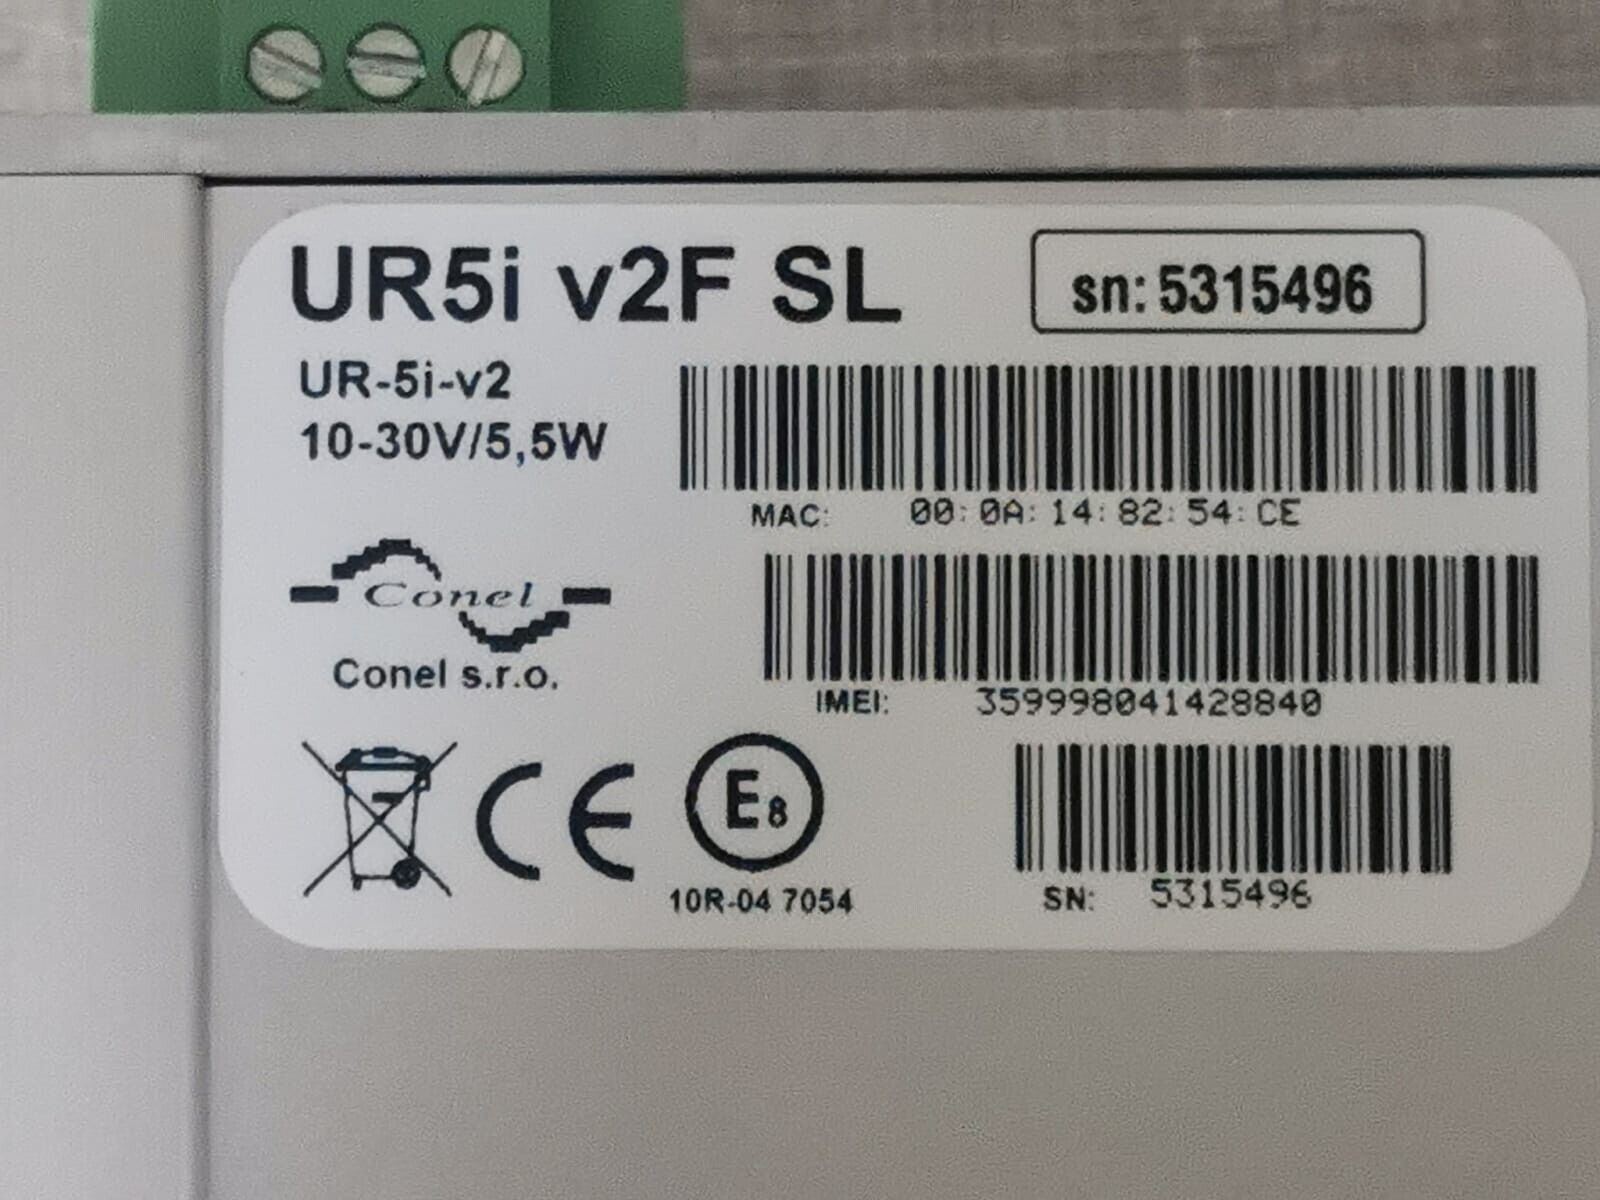 UR5i v2F SL
sn: 5315496
UR-5i-v2
10-30V/5,5W
MAC: 00:0A:14:82:54:CE
Conel
Conel s.r.o.
IMEI: 359998041428840
CE
E8
10R-04 7054
SN: 5315496